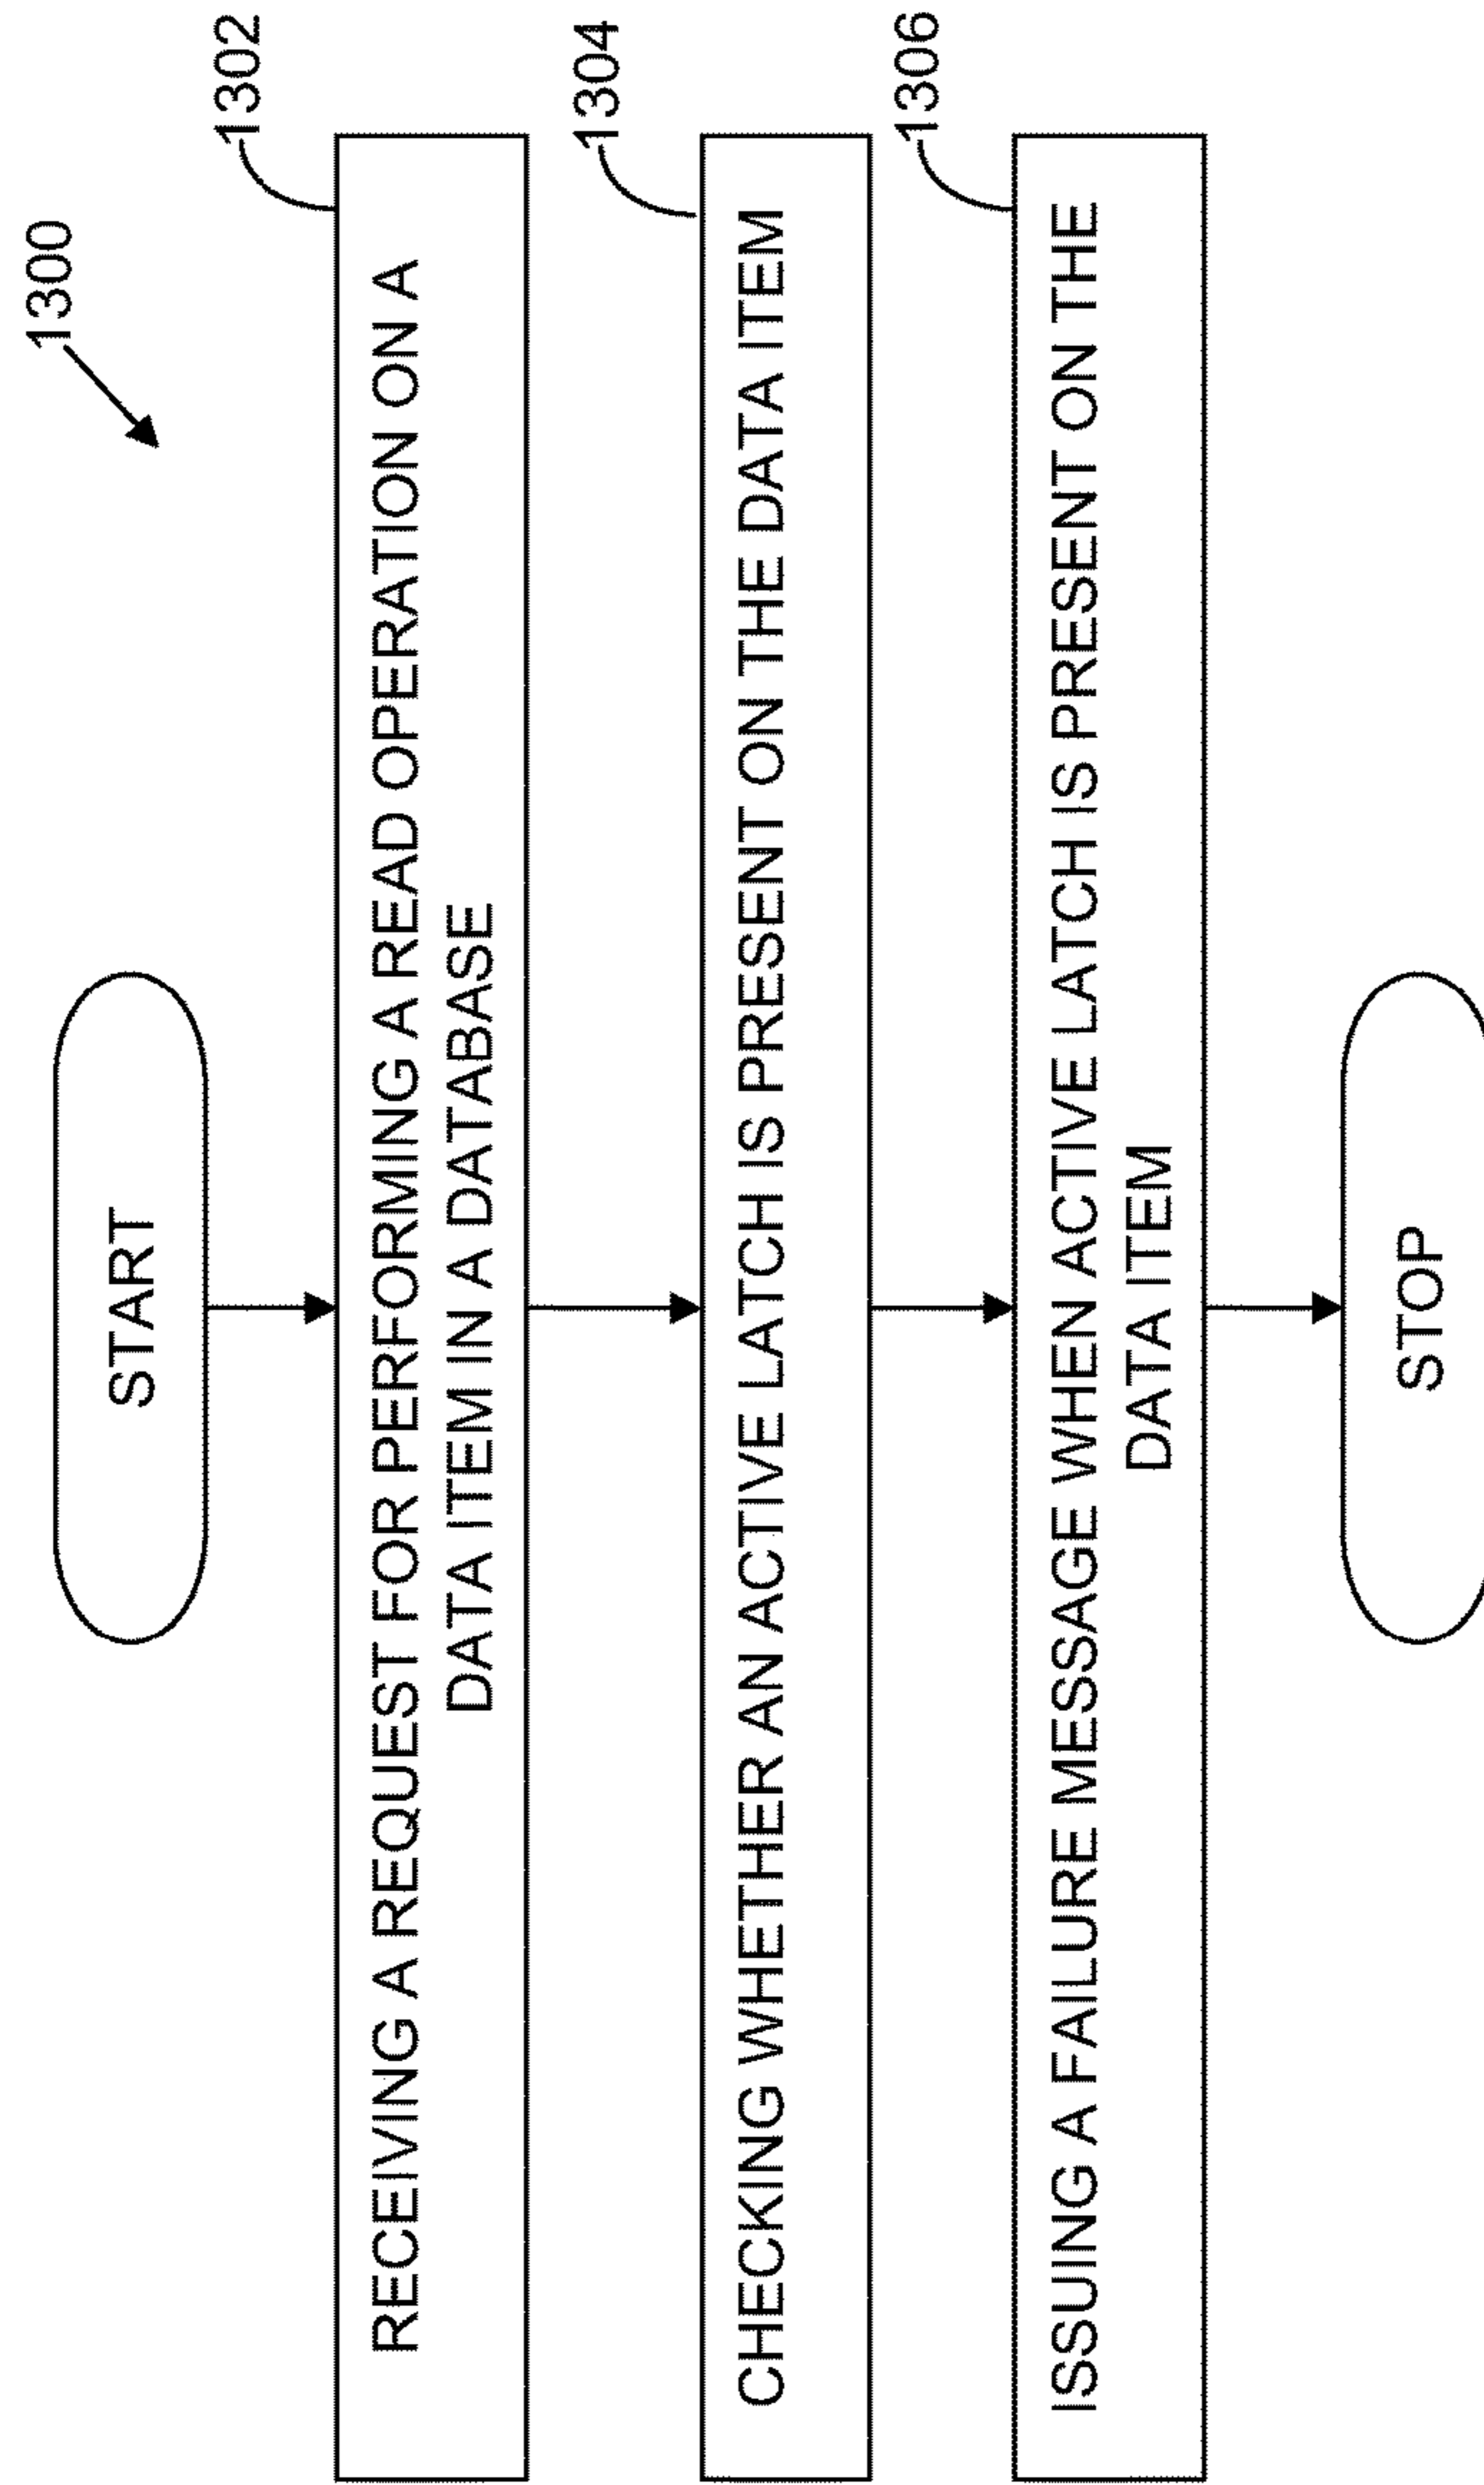 1300
START
1302
RECEIVING A REQUEST FOR PERFORMING A READ OPERATION ON A
DATA ITEM IN A DATABASE
1304
CHECKING WHETHER AN ACTIVE LATCH IS PRESENT ON THE DATA ITEM
1306
ISSUING A FAILURE MESSAGE WHEN ACTIVE LATCH IS PRESENT ON THE
DATA ITEM
STOP